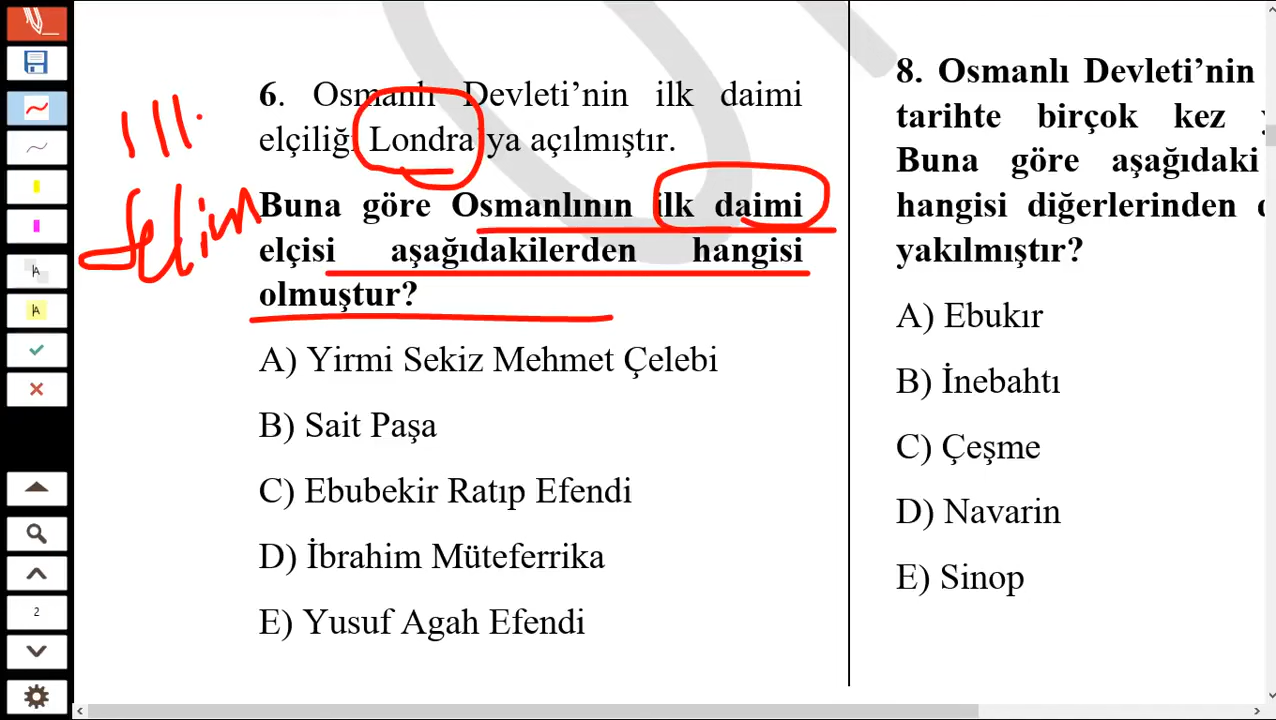 III.
Selim
6. Osmanlı Devleti’nin ilk daimi
elçiliği Londra’ya açılmıştır.
Buna göre Osmanlının ilk daimi
elçisi aşağıdakilerden hangisi
olmuştur?
A) Yirmi Sekiz Mehmet Çelebi
B) Sait Paşa
C) Ebubekir Ratıp Efendi
D) İbrahim Müteferrika
E) Yusuf Agah Efendi
8. Osmanlı Devleti’nin
tarihte birçok kez
Buna göre aşağıdaki
hangisi diğerlerinden
yakılmıştır?
A) Ebukır
B) İnebahtı
C) Çeşme
D) Navarin
E) Sinop
A
A
2